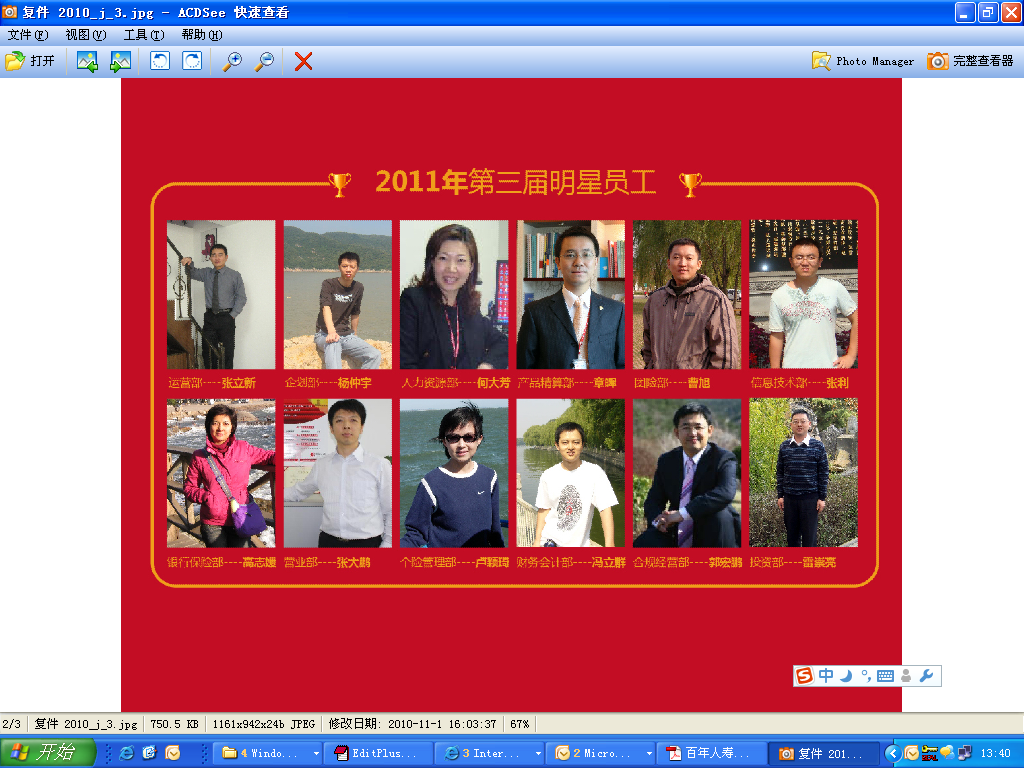 复件 2010_j_3.jpg - ACDSee 快速查看
文件(F) 视图(V) 工具(T) 帮助(H)
打开 Photo Manager 完整查看器
2011年第三届明星员工
运营部----张立新 企划部----杨仲宇 人力资源部----何大芳 产品精算部----章晖 团险部----曹旭 信息技术部----张利
银行保险部----高志媛 营业部----张大鹏 个险管理部----卢颖琦 财务会计部----冯立群 合规经营部----郭宏鹏 投资部----雷崇亮
中
2/3 复件 2010_j_3.jpg 750.5 KB 1161x942x24b JPEG 修改日期: 2010-11-1 16:03:37 67%
开始 4 Windo... EditPlus... 3 Inter... 2 Micro... 百年人寿... 复件 201... 13:40